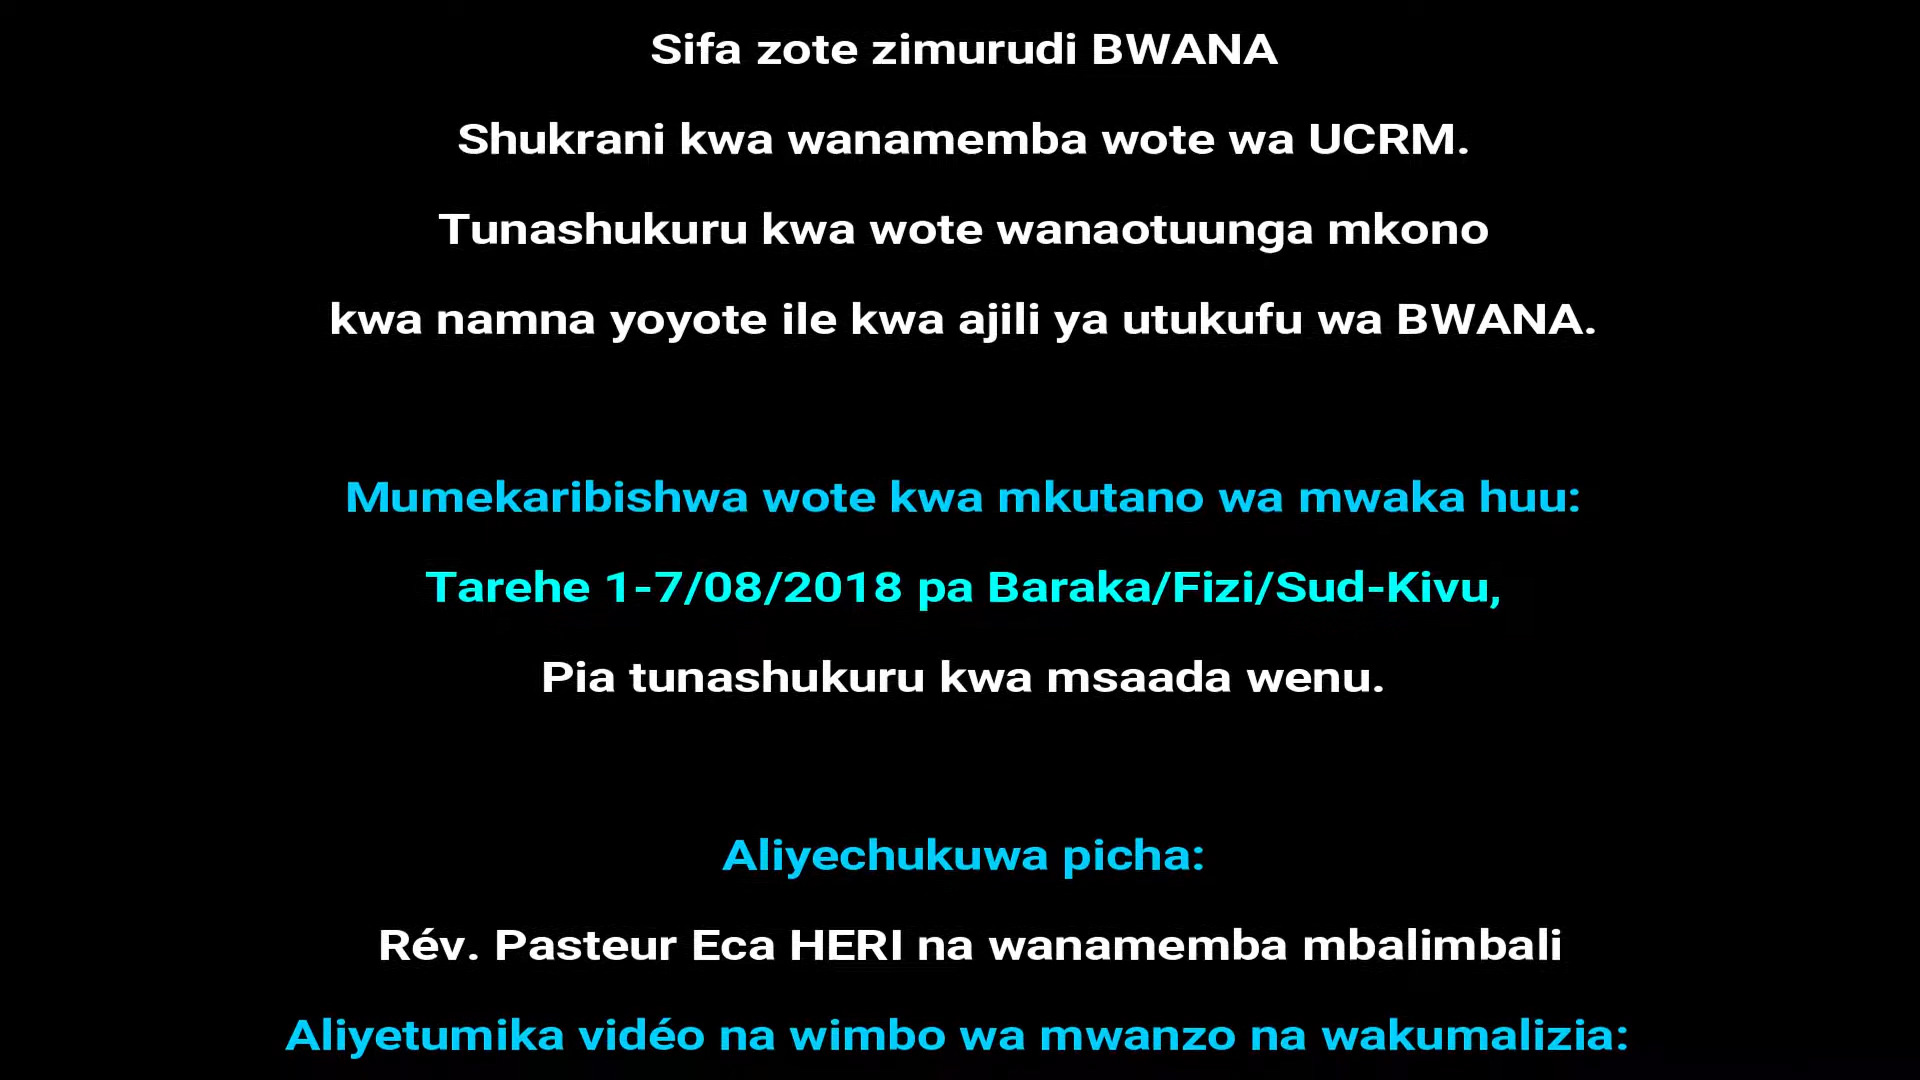 Sifa zote zimurudi BWANA
Shukrani kwa wanamemba wote wa UCRM.
Tunashukuru kwa wote wanaotuunga mkono
kwa namna yoyote ile kwa ajili ya utukufu wa BWANA.
Mumekaribishwa wote kwa mkutano wa mwaka huu:
Tarehe 1-7/08/2018 pa Baraka/Fizi/Sud-Kivu,
Pia tunashukuru kwa msaada wenu.
Aliyechukuwa picha:
Rév. Pasteur Eca HERI na wanamemba mbalimbali
Aliyetumika vidéo na wimbo wa mwanzo na wakumalizia: